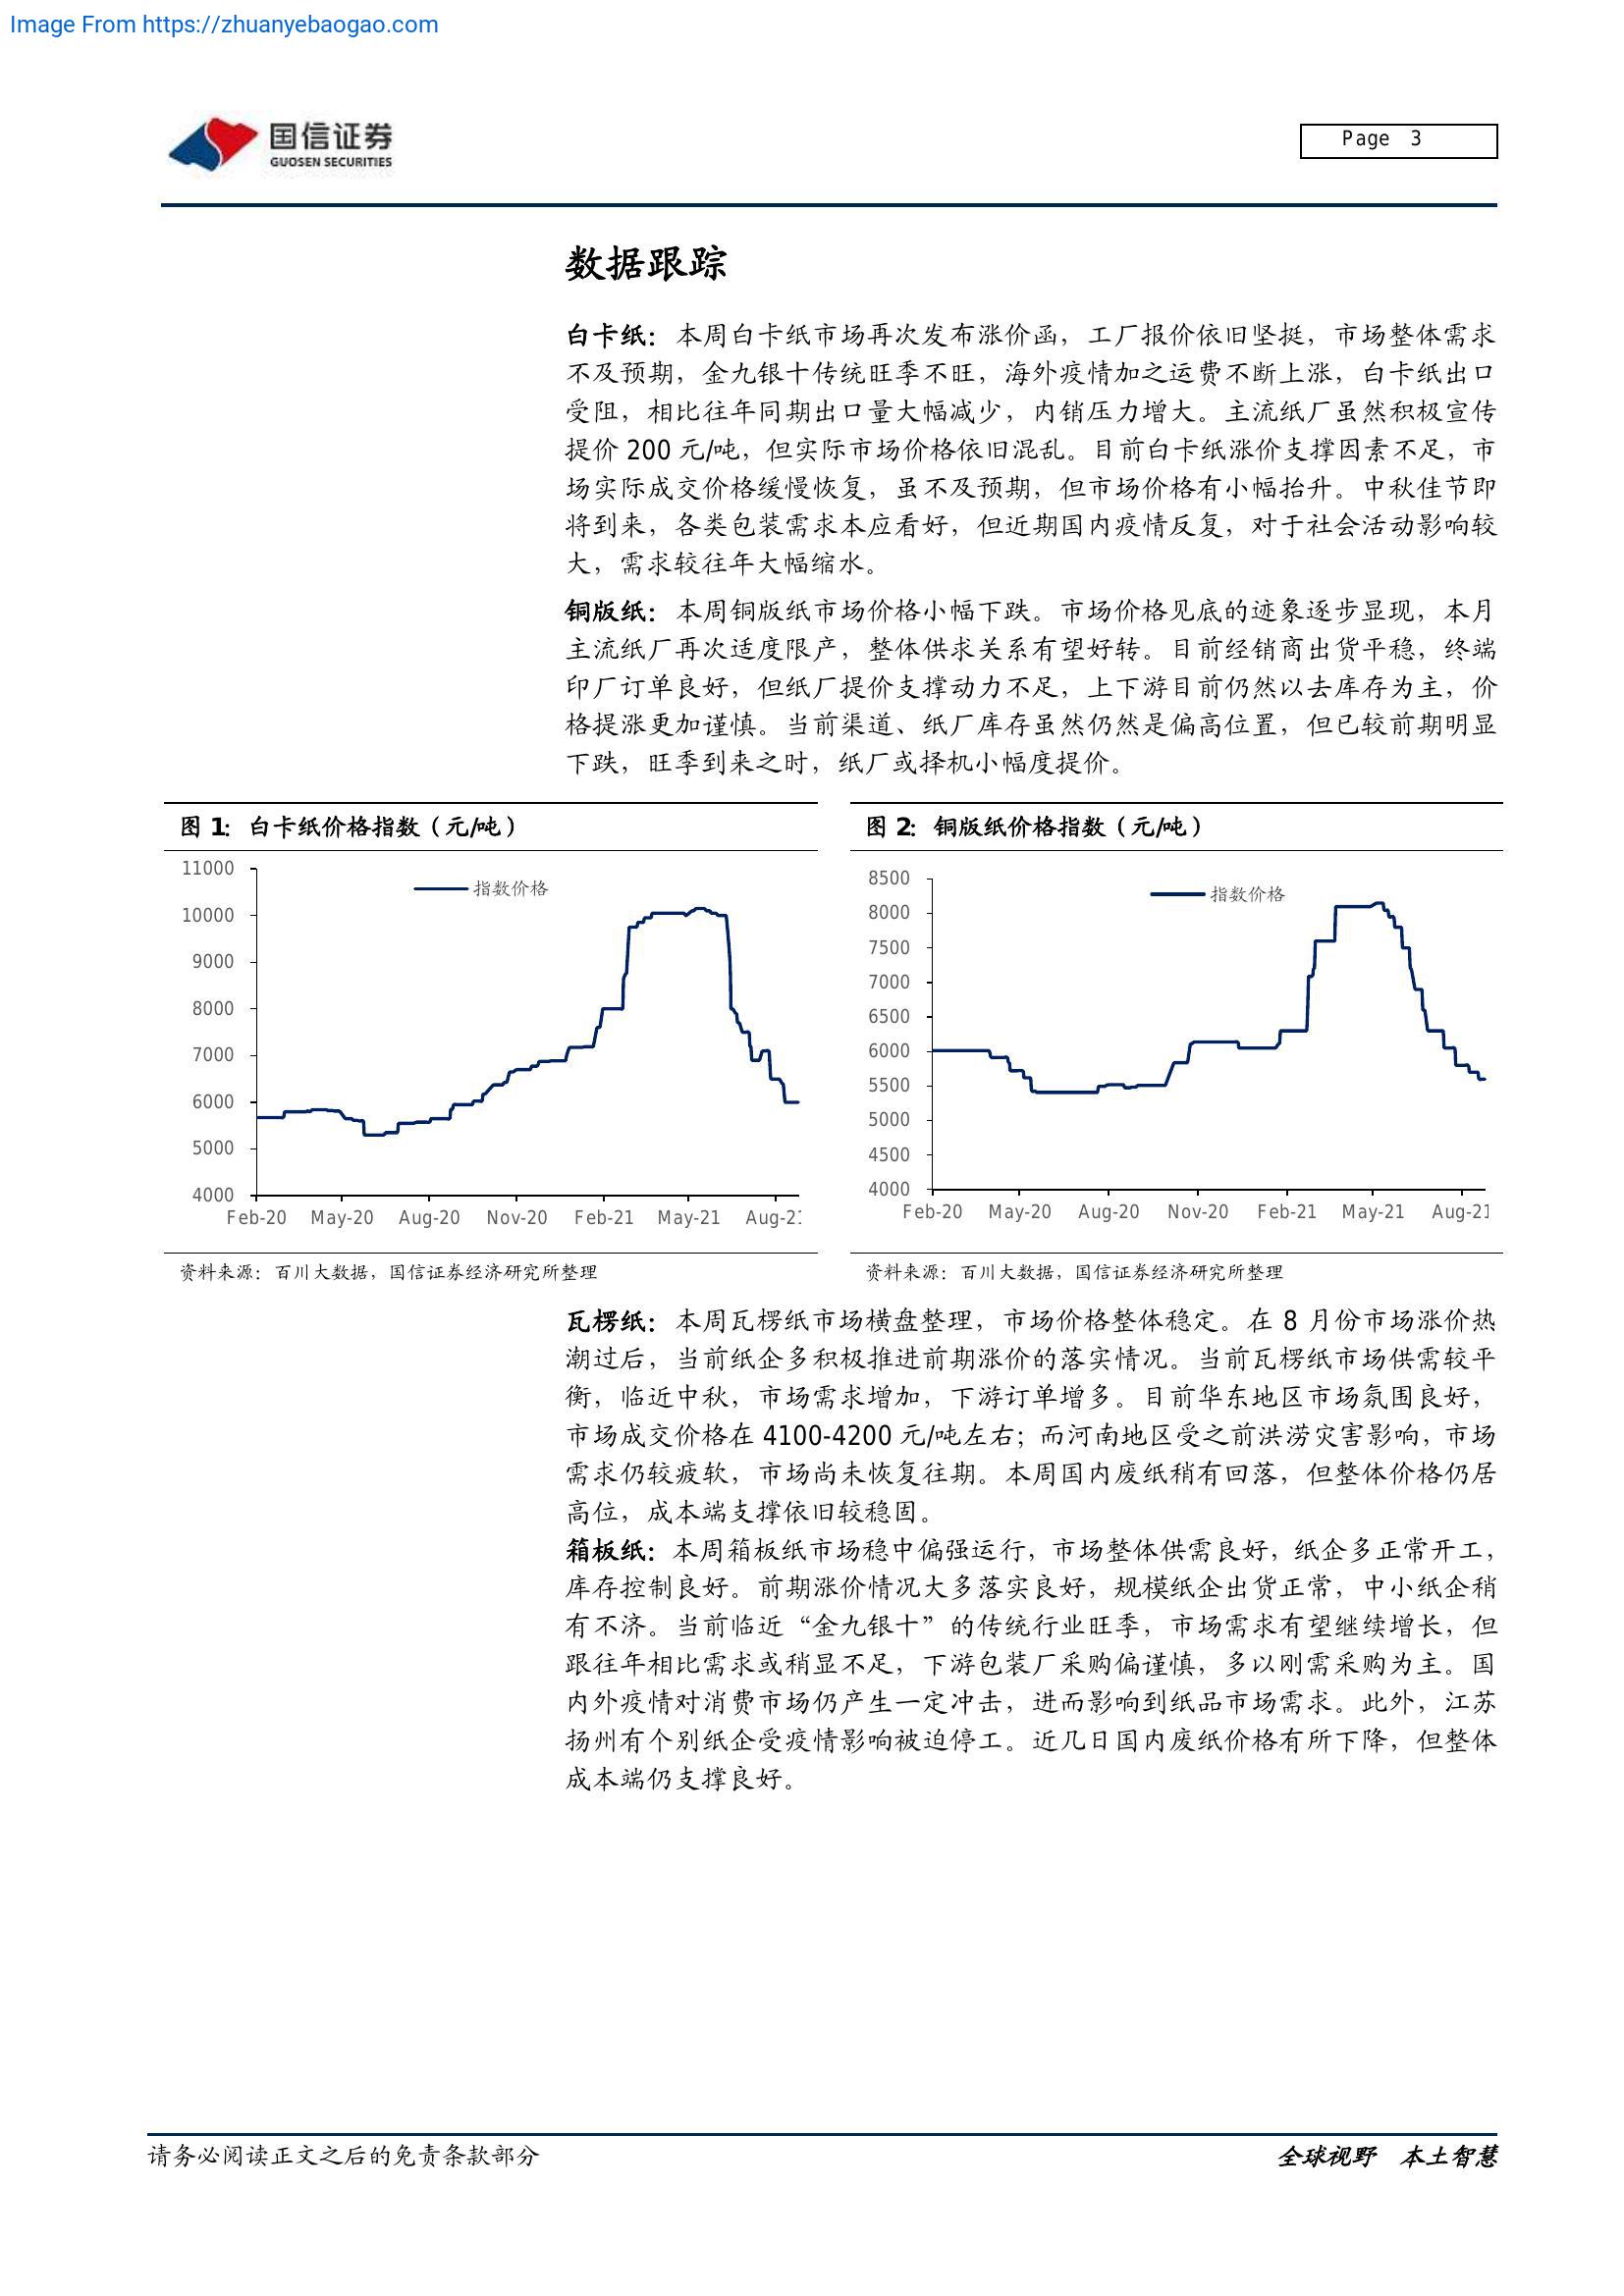 Image From https://zhuanyebaogao.com
国信证券
GUOSEN SECURITIES
Page 3
数据跟踪
白卡纸：本周白卡纸市场再次发布涨价函，工厂报价依旧坚挺，市场整体需求
不及预期，金九银十传统旺季不旺，海外疫情加之运费不断上涨，白卡纸出口
受阻，相比往年同期出口量大幅减少，内销压力增大。主流纸厂虽然积极宣传
提价 200 元/吨，但实际市场价格依旧混乱。目前白卡纸涨价支撑因素不足，市
场实际成交价格缓慢恢复，虽不及预期，但市场价格有小幅抬升。中秋佳节即
将到来，各类包装需求本应看好，但近期国内疫情反复，对于社会活动影响较
大，需求较往年大幅缩水。
铜版纸：本周铜版纸市场价格小幅下跌。市场价格见底的迹象逐步显现，本月
主流纸厂再次适度限产，整体供求关系有望好转。目前经销商出货平稳，终端
印厂订单良好，但纸厂提价支撑动力不足，上下游目前仍然以去库存为主，价
格提涨更加谨慎。当前渠道、纸厂库存虽然仍然是偏高位置，但已较前期明显
下跌，旺季到来之时，纸厂或择机小幅度提价。
图 1：白卡纸价格指数（元/吨）
指数价格
11000
10000
9000
8000
7000
6000
5000
4000
Feb-20 May-20 Aug-20 Nov-20 Feb-21 May-21 Aug-21
资料来源：百川大数据，国信证券经济研究所整理
图 2：铜版纸价格指数（元/吨）
指数价格
8500
8000
7500
7000
6500
6000
5500
5000
4500
4000
Feb-20 May-20 Aug-20 Nov-20 Feb-21 May-21 Aug-21
资料来源：百川大数据，国信证券经济研究所整理
瓦楞纸：本周瓦楞纸市场横盘整理，市场价格整体稳定。在 8 月份市场涨价热
潮过后，当前纸企多积极推进前期涨价的落实情况。当前瓦楞纸市场供需较平
衡，临近中秋，市场需求增加，下游订单增多。目前华东地区市场氛围良好，
市场成交价格在 4100-4200 元/吨左右；而河南地区受之前洪涝灾害影响，市场
需求仍较疲软，市场尚未恢复往期。本周国内废纸稍有回落，但整体价格仍居
高位，成本端支撑依旧较稳固。
箱板纸：本周箱板纸市场稳中偏强运行，市场整体供需良好，纸企多正常开工，
库存控制良好。前期涨价情况大多落实良好，规模纸企出货正常，中小纸企稍
有不济。当前临近“金九银十”的传统行业旺季，市场需求有望继续增长，但
跟往年相比需求或稍显不足，下游包装厂采购偏谨慎，多以刚需采购为主。国
内外疫情对消费市场仍产生一定冲击，进而影响到纸品市场需求。此外，江苏
扬州有个别纸企受疫情影响被迫停工。近几日国内废纸价格有所下降，但整体
成本端仍支撑良好。
请务必阅读正文之后的免责条款部分
全球视野 本土智慧